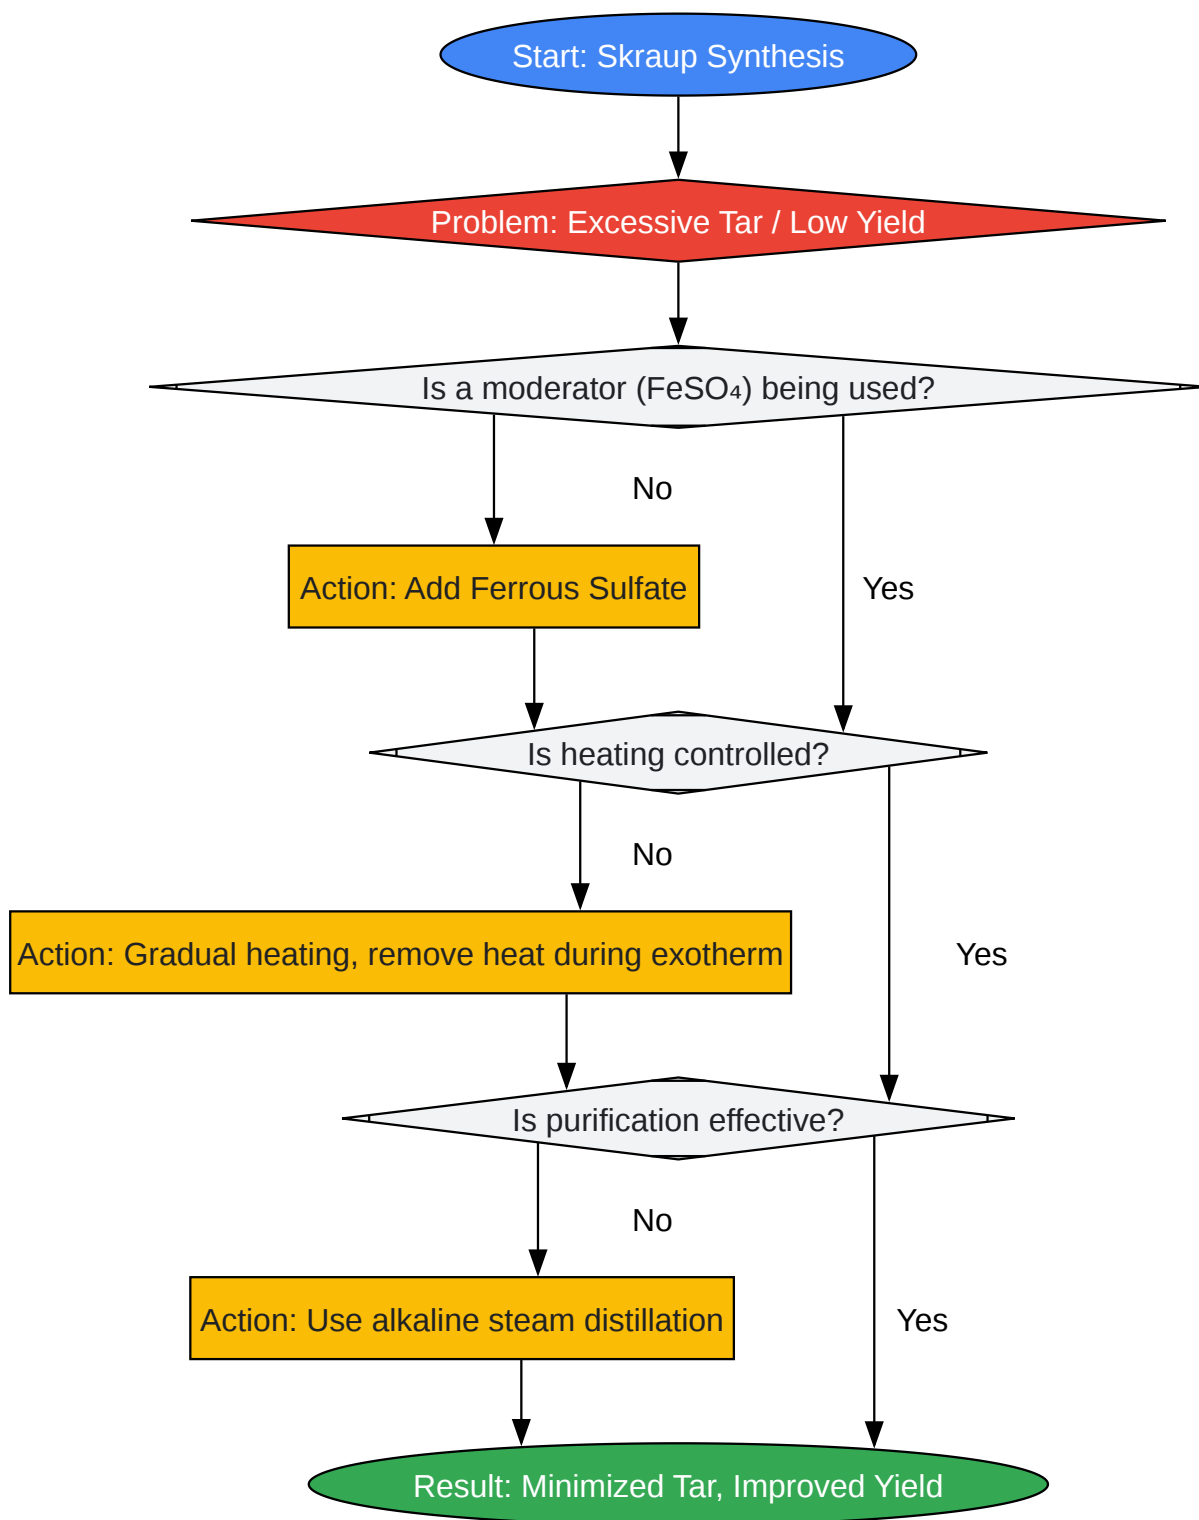 Start: Skraup Synthesis
Problem: Excessive Tar / Low Yield
Is a moderator (FeSO₄) being used?
No
Action: Add Ferrous Sulfate
Yes
Is heating controlled?
No
Action: Gradual heating, remove heat during exotherm
Yes
Is purification effective?
No
Action: Use alkaline steam distillation
Yes
Result: Minimized Tar, Improved Yield